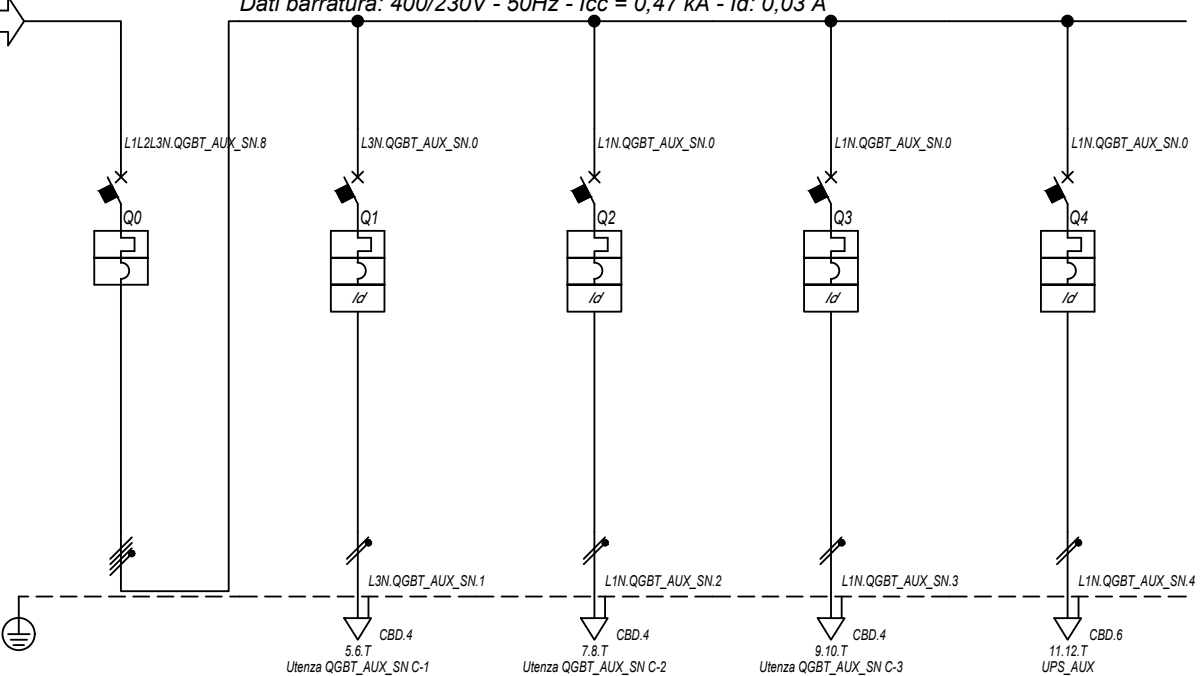 Dati barratura: 400/230V - 50Hz - Icc = 0,47 kA - Id: 0,03 A
L1L2L3N.QGBT_AUX_SN.8
L3N.QGBT_AUX_SN.0
L1N.QGBT_AUX_SN.0
L1N.QGBT_AUX_SN.0
L1N.QGBT_AUX_SN.0
Q0
Q1
Q2
Q3
Q4
Id
Id
Id
Id
L3N.QGBT_AUX_SN.1
L1N.QGBT_AUX_SN.2
L1N.QGBT_AUX_SN.3
L1N.QGBT_AUX_SN.4
CBD.4
CBD.4
CBD.4
CBD.6
5.6.T
7.8.T
9.10.T
11.12.T
Utenza QGBT_AUX_SN C-1
Utenza QGBT_AUX_SN C-2
Utenza QGBT_AUX_SN C-3
UPS_AUX